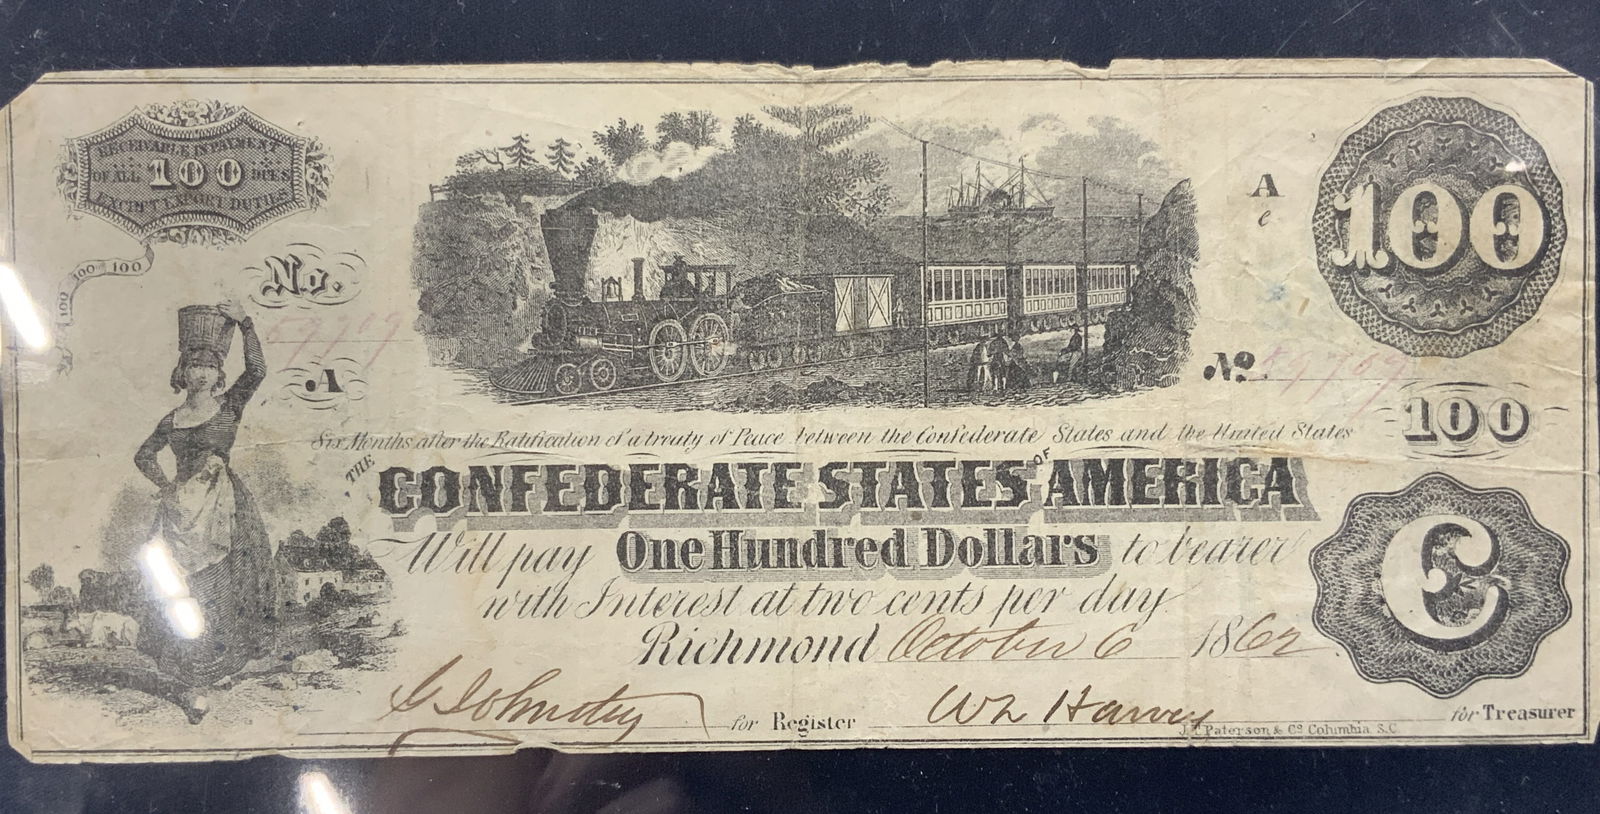 RECEIVABLE IN PAYMENT
OF ALL 100 DUES
EXCEPT EXPORT DUTIES
100 100 100
No.
A
A
e
100
No. 89709
100
Six Months after the Ratification of a treaty of Peace between the Confederate States and the United States
THE CONFEDERATE STATES OF AMERICA
Will pay One Hundred Dollars to bearer
with Interest at two cents per day.
Richmond October 6 1862
C
for Register
W L Harvey
for Treasurer
J.T. Paterson & Co Columbia S.C